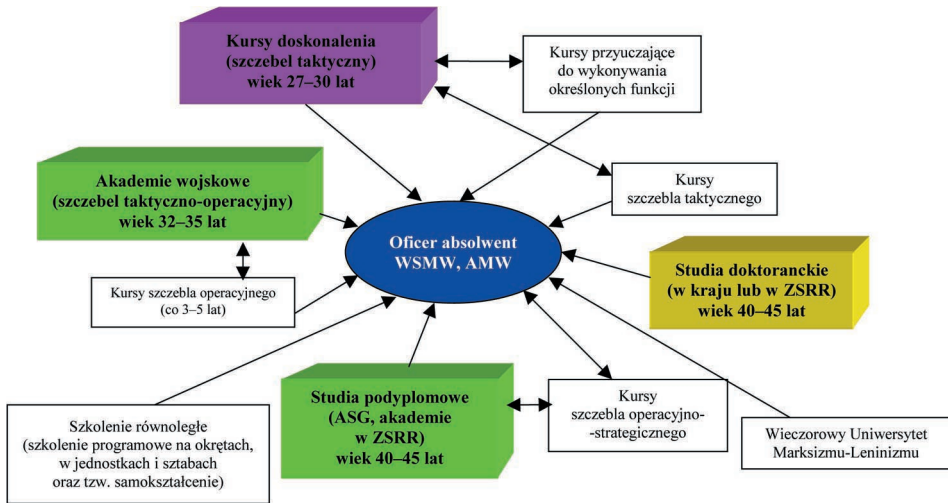 Kursy doskonalenia
(szczebel taktyczny)
wiek 27–30 lat
Kursy przyuczające
do wykonywania
określonych funkcji
Akademie wojskowe
(szczebel taktyczno-operacyjny)
wiek 32–35 lat
Kursy
szczebla taktycznego
Oficer absolwent
WSMW, AMW
Studia doktoranckie
(w kraju lub w ZSRR)
wiek 40–45 lat
Kursy szczebla operacyjnego
(co 3–5 lat)
Szkolenie równoległe
(szkolenie programowe na okrętach,
w jednostkach i sztabach
oraz tzw. samokształcenie)
Studia podyplomowe
(ASG, akademie
w ZSRR)
wiek 40–45 lat
Kursy
szczebla operacyjno-
-strategicznego
Wieczorowy Uniwersytet
Marksizmu-Leninizmu